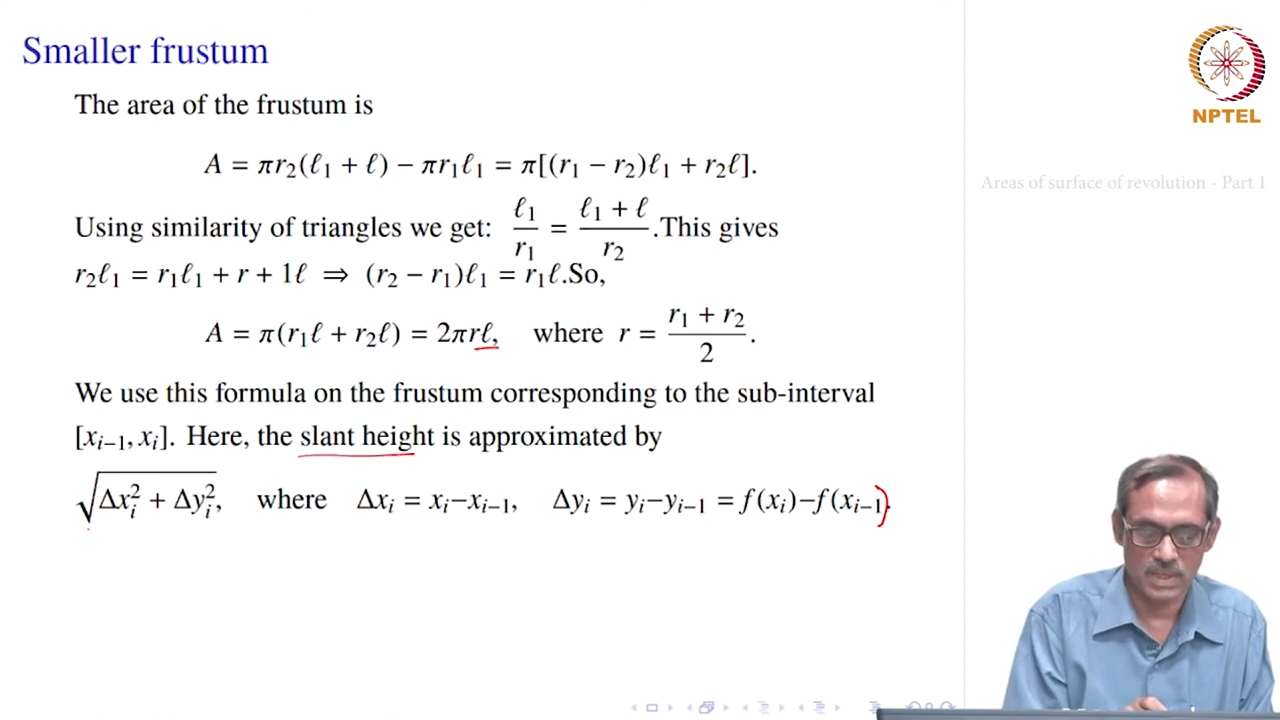 Smaller frustum
The area of the frustum is
A = πr₂(ℓ₁ + ℓ) − πr₁ℓ₁ = π[(r₁ − r₂)ℓ₁ + r₂ℓ].
Using similarity of triangles we get: ℓ₁/r₁ = (ℓ₁ + ℓ)/r₂.This gives
r₂ℓ₁ = r₁ℓ₁ + r + 1ℓ ⇒ (r₂ − r₁)ℓ₁ = r₁ℓ.So,
A = π(r₁ℓ + r₂ℓ) = 2πrℓ, where r = (r₁ + r₂)/2.
We use this formula on the frustum corresponding to the sub-interval
[xᵢ₋₁, xᵢ]. Here, the slant height is approximated by
√(Δxᵢ² + Δyᵢ²), where Δxᵢ = xᵢ−xᵢ₋₁, Δyᵢ = yᵢ−yᵢ₋₁ = f(xᵢ)−f(xᵢ₋₁).
NPTEL
Areas of surface of revolution - Part 1